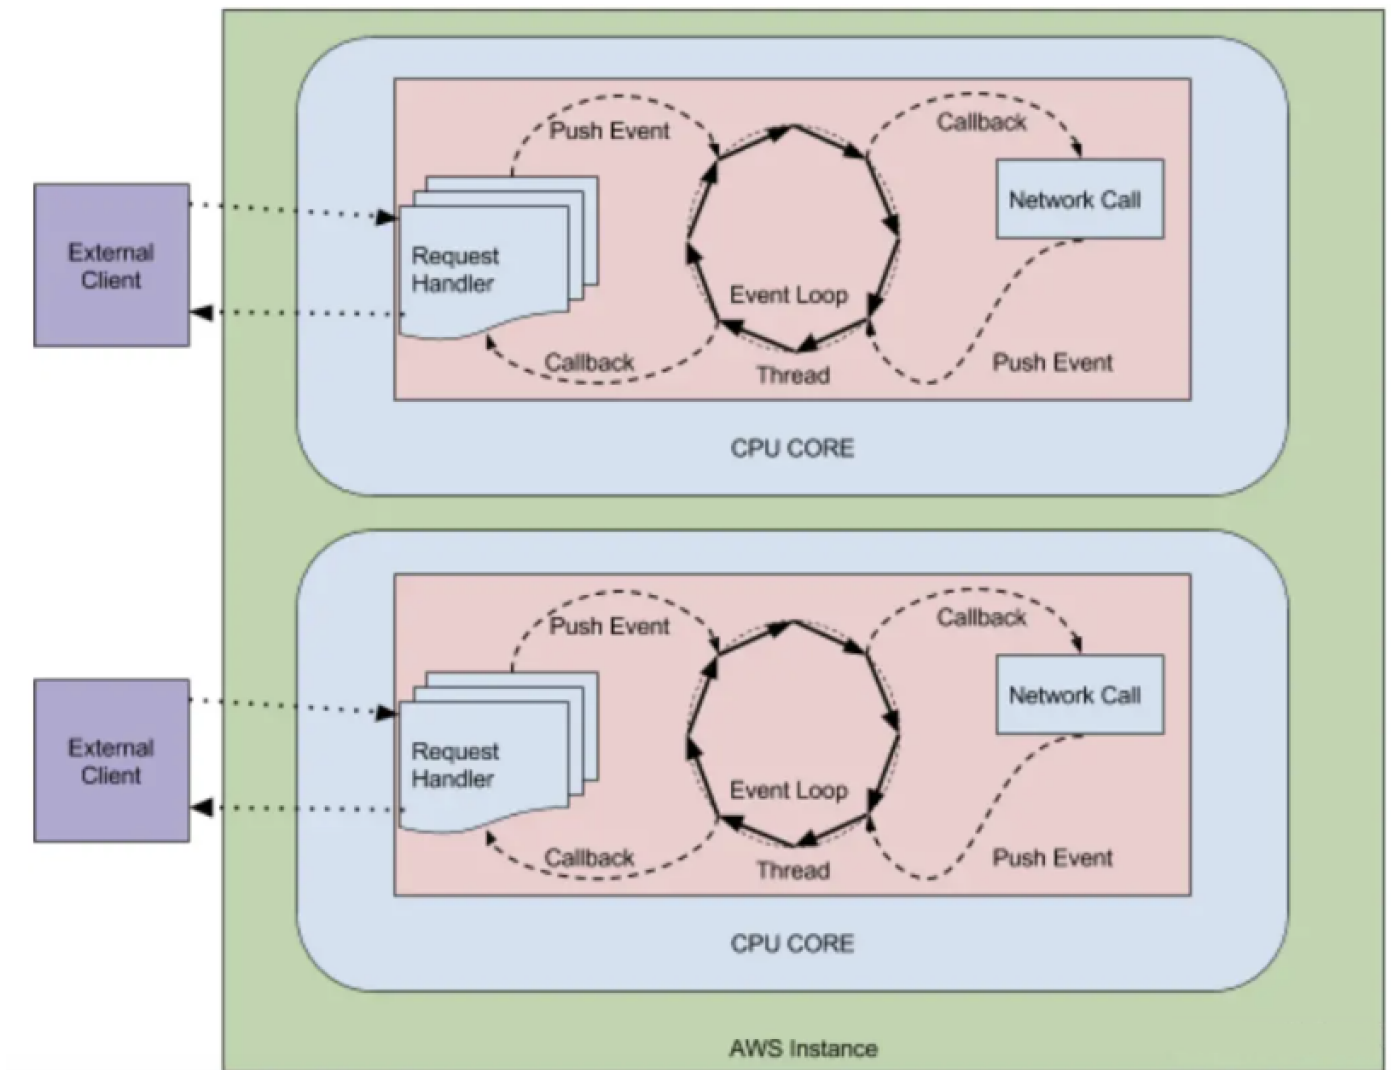 Push Event
Callback
External
Client
Network Call
Request
Handler
Event Loop
Callback
Thread
Push Event
CPU CORE
Push Event
Callback
External
Client
Network Call
Request
Handler
Event Loop
Callback
Thread
Push Event
CPU CORE
AWS Instance